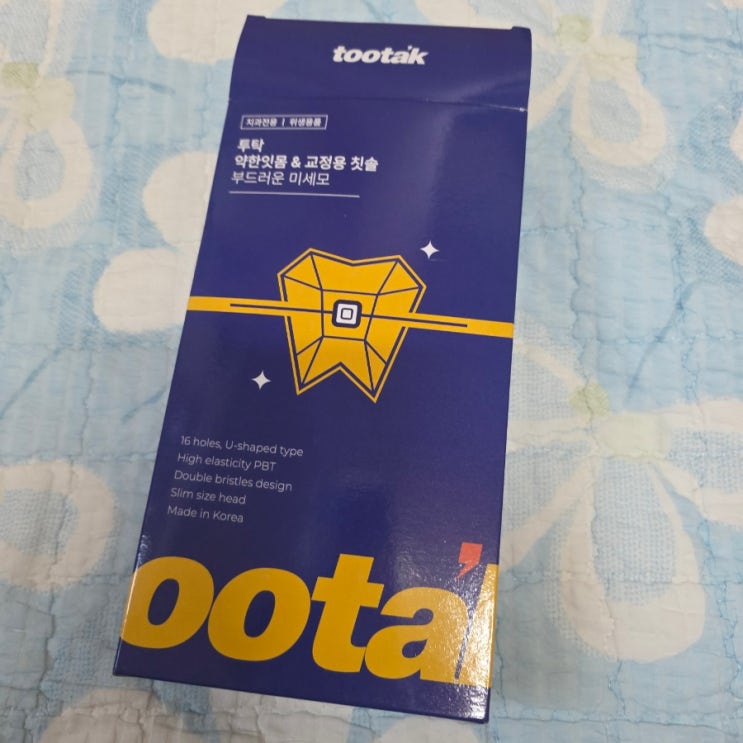 tootak
치과전용 | 위생용품
투탁
약한잇몸 & 교정용 칫솔
부드러운 미세모
16 holes, U-shaped type
High elasticity PBT
Double bristles design
Slim size head
Made in Korea
oota'